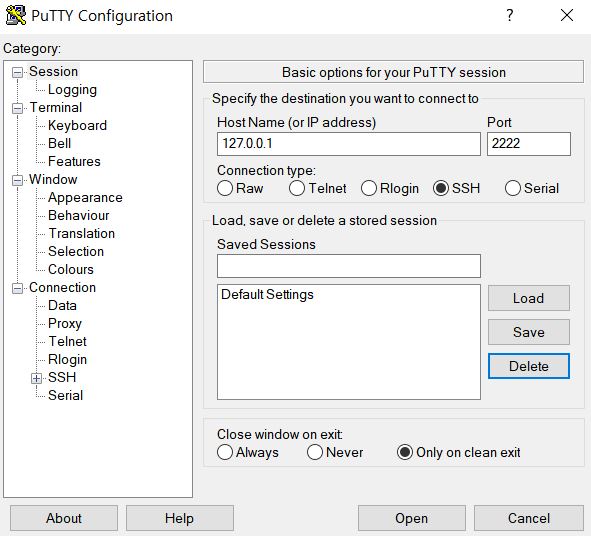 PuTTY Configuration
?
Category:
Session
Logging
Terminal
Keyboard
Bell
Features
Window
Appearance
Behaviour
Translation
Selection
Colours
Connection
Data
Proxy
Telnet
Rlogin
SSH
Serial
Basic options for your PuTTY session
Specify the destination you want to connect to
Host Name (or IP address) Port
127.0.0.1 2222
Connection type:
Raw Telnet Rlogin SSH Serial
Load, save or delete a stored session
Saved Sessions
Default Settings
Load
Save
Delete
Close window on exit:
Always Never Only on clean exit
About Help Open Cancel